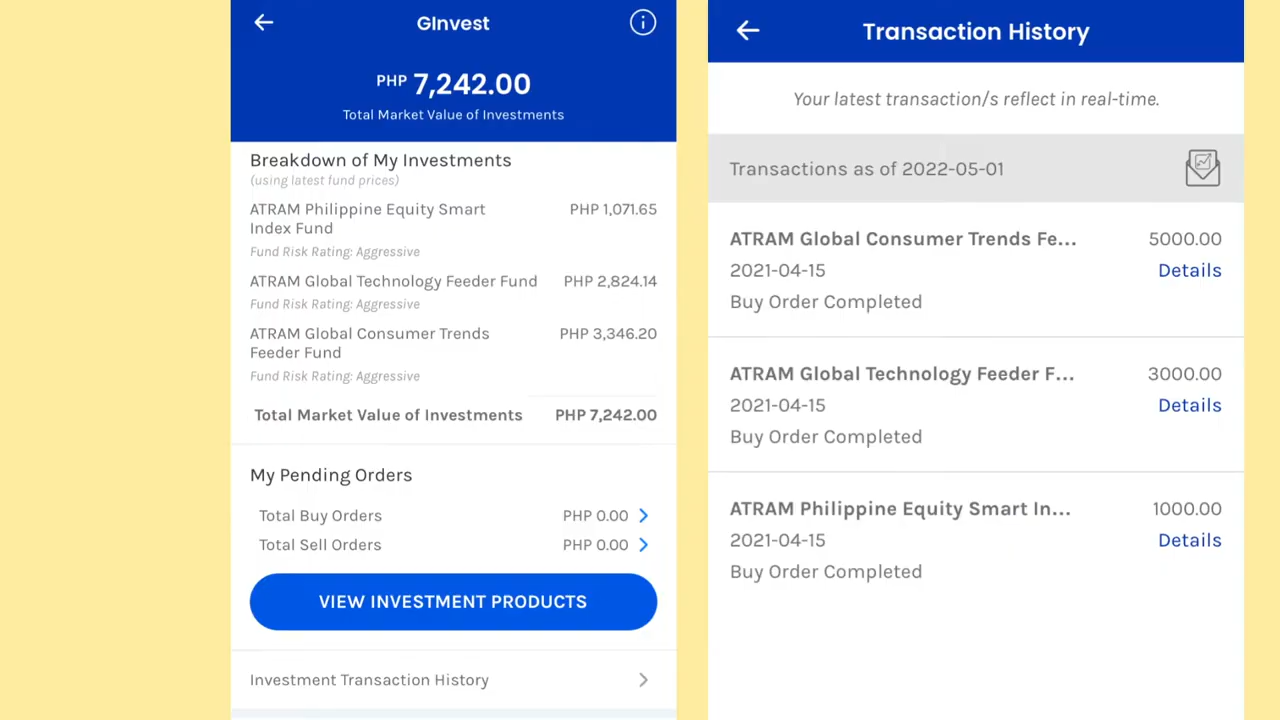 GInvest
PHP 7,242.00
Total Market Value of Investments
Breakdown of My Investments
(using latest fund prices)
ATRAM Philippine Equity Smart Index Fund PHP 1,071.65
Fund Risk Rating: Aggressive
ATRAM Global Technology Feeder Fund PHP 2,824.14
Fund Risk Rating: Aggressive
ATRAM Global Consumer Trends Feeder Fund PHP 3,346.20
Fund Risk Rating: Aggressive
Total Market Value of Investments PHP 7,242.00
My Pending Orders
Total Buy Orders PHP 0.00
Total Sell Orders PHP 0.00
VIEW INVESTMENT PRODUCTS
Investment Transaction History
Transaction History
Your latest transaction/s reflect in real-time.
Transactions as of 2022-05-01
ATRAM Global Consumer Trends Fe... 5000.00
2021-04-15 Details
Buy Order Completed
ATRAM Global Technology Feeder F... 3000.00
2021-04-15 Details
Buy Order Completed
ATRAM Philippine Equity Smart In... 1000.00
2021-04-15 Details
Buy Order Completed